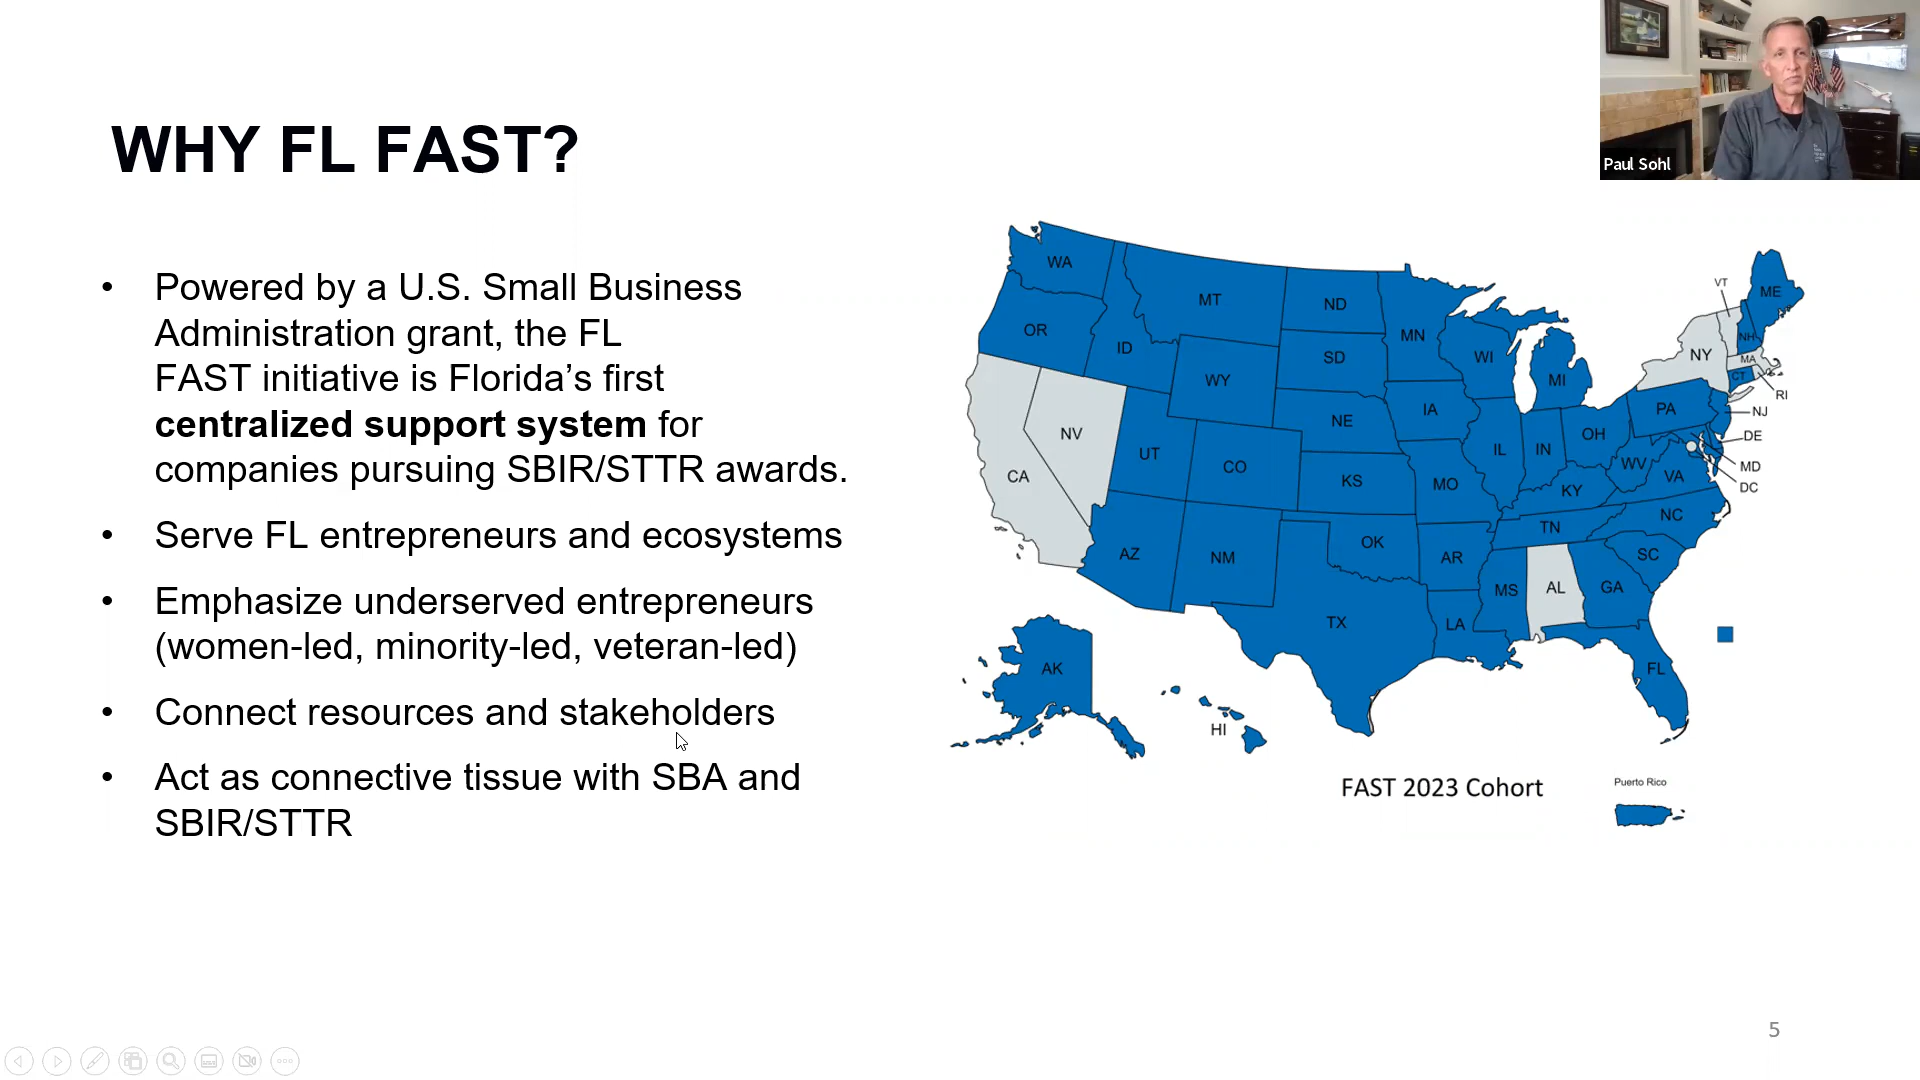 Paul Sohl
WHY FL FAST?
• Powered by a U.S. Small Business
Administration grant, the FL
FAST initiative is Florida’s first
centralized support system for
companies pursuing SBIR/STTR awards.
• Serve FL entrepreneurs and ecosystems
• Emphasize underserved entrepreneurs
(women-led, minority-led, veteran-led)
• Connect resources and stakeholders
• Act as connective tissue with SBA and
SBIR/STTR
WA
OR
ID
MT
WY
ND
SD
NE
MN
WI
IA
MI
VT
ME
NH
NY
MA
CT
RI
PA
NJ
DE
MD
DC
CA
NV
UT
CO
KS
MO
IL
IN
OH
WV
VA
KY
NC
TN
SC
AZ
NM
OK
AR
TX
LA
MS
AL
GA
FL
AK
HI
FAST 2023 Cohort
Puerto Rico
5